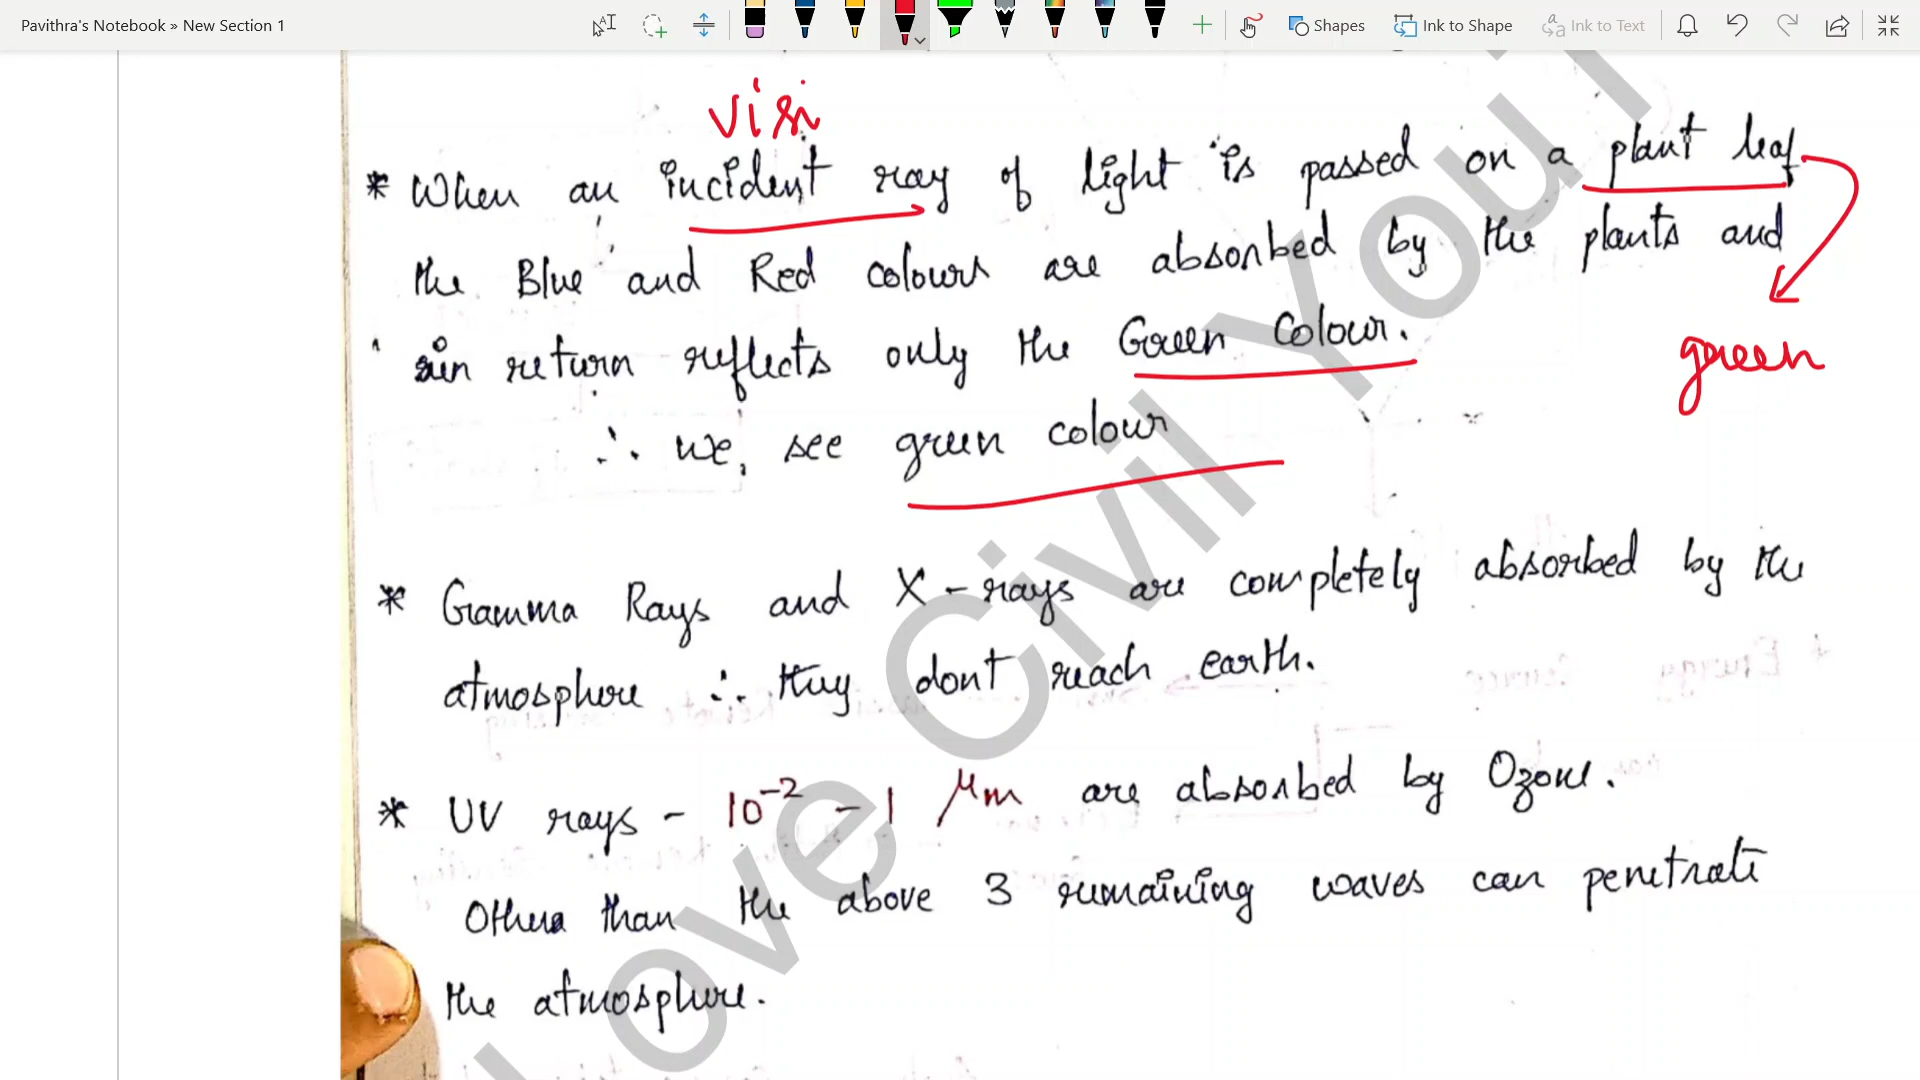 Pavithra's Notebook » New Section 1
Shapes
Ink to Shape
Ink to Text
visi
* When an incident ray of light is passed on a plant leaf
the Blue and Red colours are absorbed by the plants and
in return reflects only the Green Colour.
green
∴ we, see green colour
* Gramma Rays and X-rays are completely absorbed by the
atmosphere ∴ they dont reach earth.
* UV rays - 10⁻² - 1 μm are absorbed by Ozone.
Other than the above 3 remaining waves can penetrate
the atmosphere.
Love Civil You